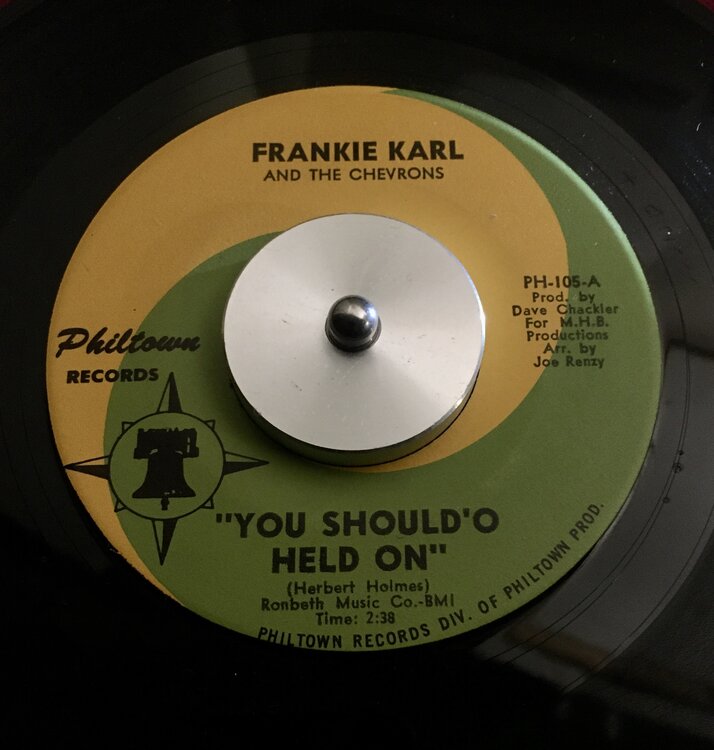 FRANKIE KARL
AND THE CHEVRONS
PH-105-A
Prod. by
Dave Chackler
For M.H.B.
Productions
Arr. by
Joe Renzy
Philtown
RECORDS
"YOU SHOULD'O
HELD ON"
(Herbert Holmes)
Ronbeth Music Co.-BMI
Time: 2:38
PHILTOWN RECORDS DIV. OF PHILTOWN PROD.